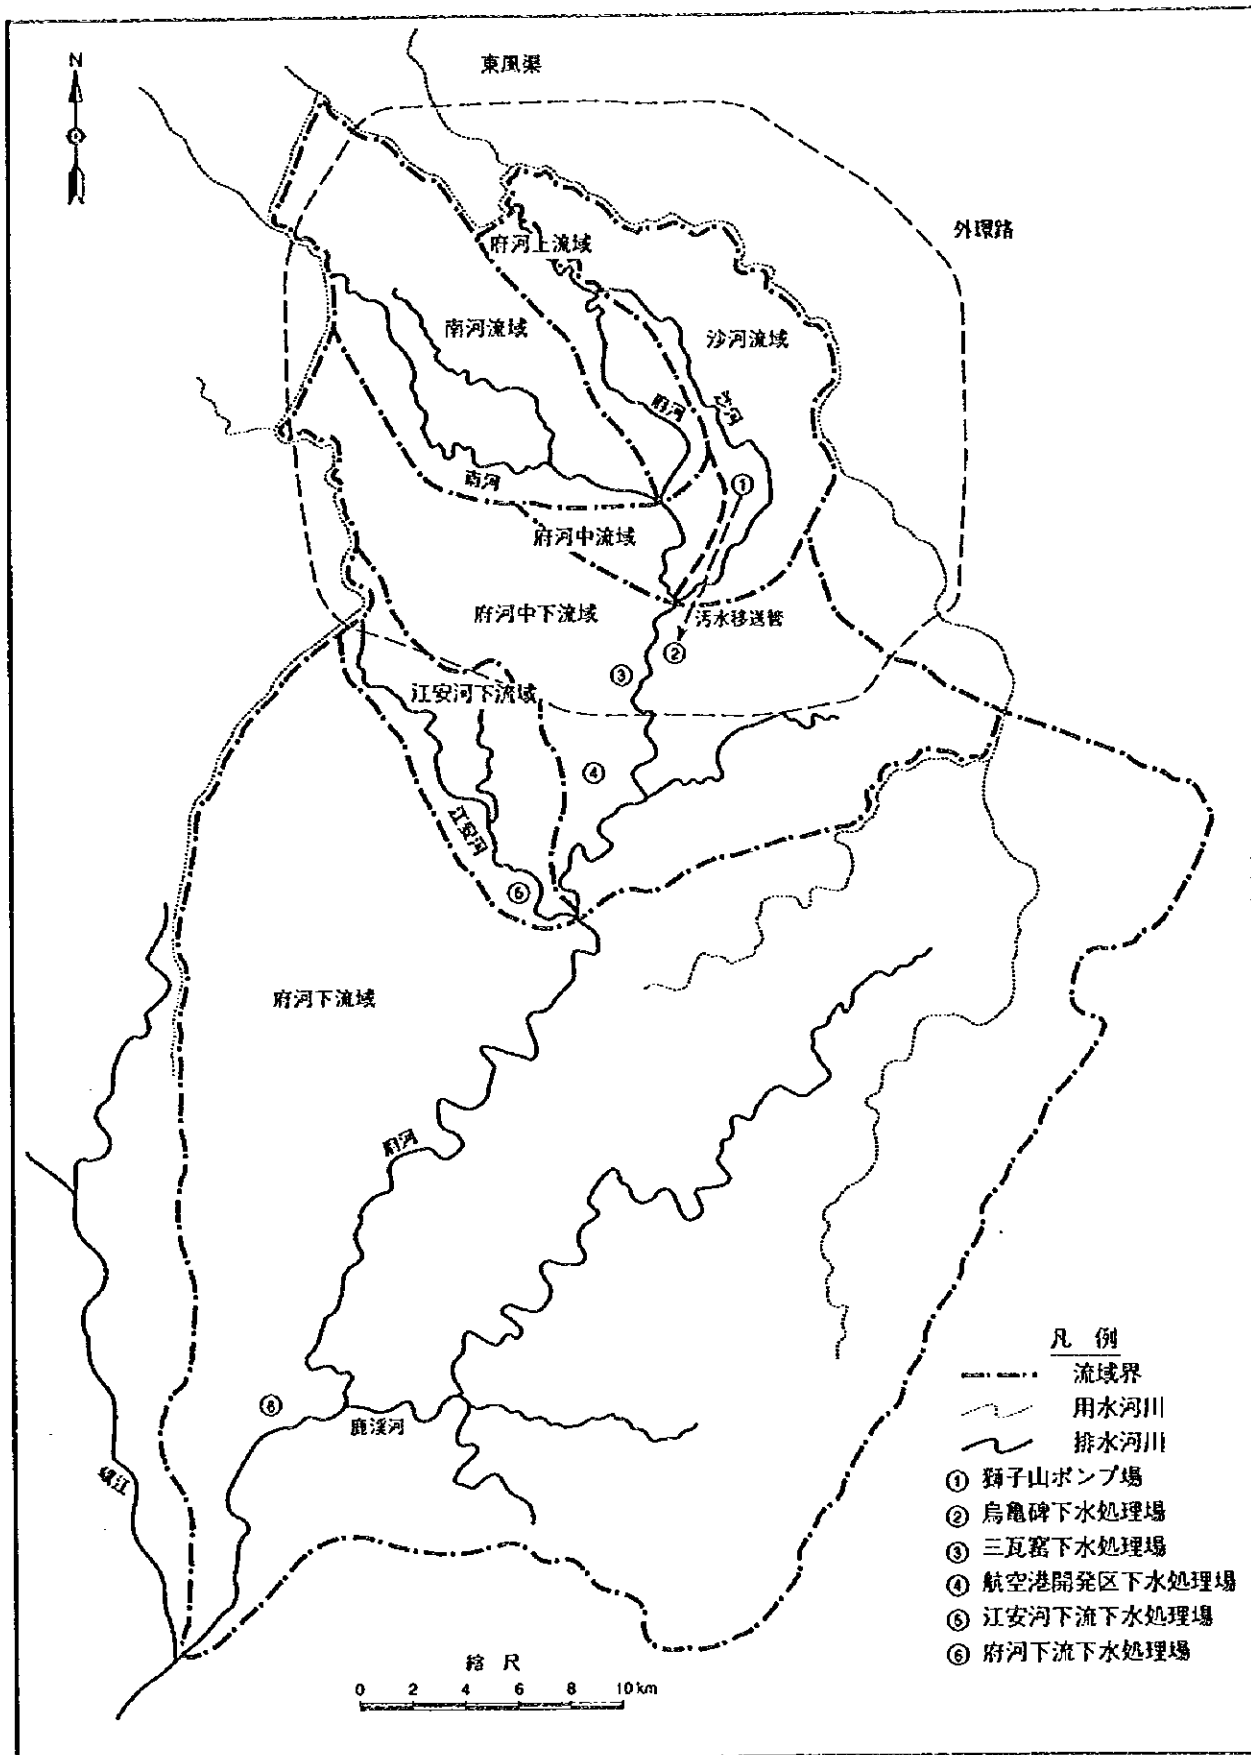 東風渠
N
外環路
府河上流域
南河流域
沙河流域
府河
沙河
南河
①
府河中流域
府河中下流域
汚水移送管
②
③
江安河下流域
④
江安河
⑤
府河下流域
府河
⑥
鹿渓河
凡 例
流域界
用水河川
排水河川
① 獅子山ポンプ場
② 烏亀碑下水処理場
③ 三瓦窰下水処理場
④ 航空港開発区下水処理場
⑤ 江安河下流下水処理場
⑥ 府河下流下水処理場
縮 尺
0 2 4 6 8 10km